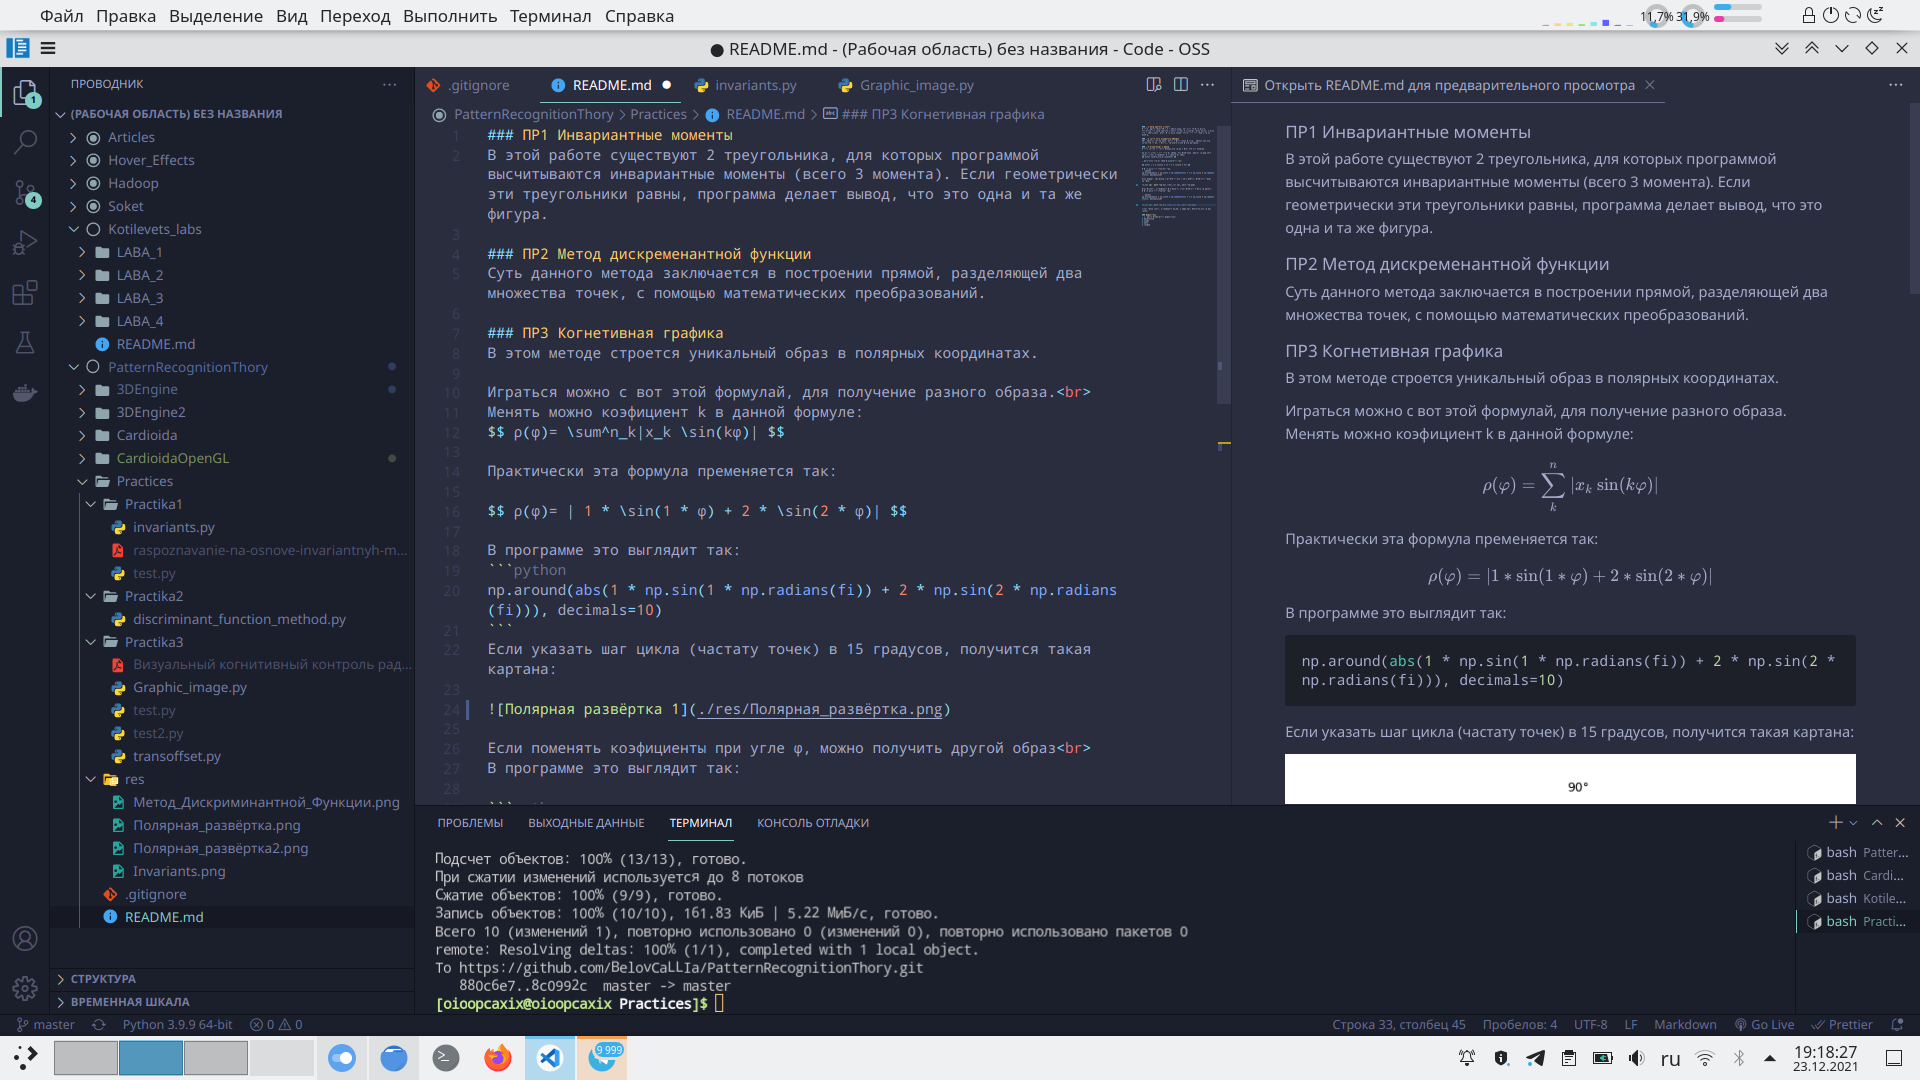 Файл Правка Выделение Вид Переход Выполнить Терминал Справка
11,7% 31,9%
● README.md - (Рабочая область) без названия - Code - OSS
ПРОВОДНИК
(РАБОЧАЯ ОБЛАСТЬ) БЕЗ НАЗВАНИЯ
Articles
Hover_Effects
Hadoop
Soket
Kotilevets_labs
LABA_1
LABA_2
LABA_3
LABA_4
README.md
PatternRecognitionThory
3DEngine
3DEngine2
Cardioida
CardioidaOpenGL
Practices
Practika1
invariants.py
raspoznavanie-na-osnove-invariantnyh-m...
test.py
Practika2
discriminant_function_method.py
Practika3
Визуальный когнитивный контроль рад...
Graphic_image.py
test.py
test2.py
transoffset.py
res
Метод_Дискриминантной_Функции.png
Полярная_развёртка.png
Полярная_развёртка2.png
Invariants.png
.gitignore
README.md
СТРУКТУРА
ВРЕМЕННАЯ ШКАЛА
1
4
.gitignore README.md invariants.py Graphic_image.py
PatternRecognitionThory > Practices > README.md > ### ПР3 Когнетивная графика
1 ### ПР1 Инвариантные моменты
2 В этой работе существуют 2 треугольника, для которых программой
высчитываются инвариантные моменты (всего 3 момента). Если геометрически
эти треугольники равны, программа делает вывод, что это одна и та же
фигура.
3
4 ### ПР2 Метод дискременантной функции
5 Суть данного метода заключается в построении прямой, разделяющей два
множества точек, с помощью математических преобразований.
6
7 ### ПР3 Когнетивная графика
8 В этом методе строется уникальный образ в полярных координатах.
9
10 Играться можно с вот этой формулай, для получение разного образа.<br>
11 Менять можно коэфициент k в данной формуле:
12 $$ ρ(φ)= \sum^n_k|x_k \sin(kφ)| $$
13
14 Практически эта формула пременяется так:
15
16 $$ ρ(φ)= | 1 * \sin(1 * φ) + 2 * \sin(2 * φ)| $$
17
18 В программе это выглядит так:
19 ```python
20 np.around(abs(1 * np.sin(1 * np.radians(fi)) + 2 * np.sin(2 * np.radians
(fi))), decimals=10)
21 ```
22 Если указать шаг цикла (частату точек) в 15 градусов, получится такая
картана:
23
24 ![Полярная развёртка 1](./res/Полярная_развёртка.png)
25
26 Если поменять коэфициенты при угле φ, можно получить другой образ<br>
27 В программе это выглядит так:
28
Открыть README.md для предварительного просмотра
ПР1 Инвариантные моменты
В этой работе существуют 2 треугольника, для которых программой
высчитываются инвариантные моменты (всего 3 момента). Если
геометрически эти треугольники равны, программа делает вывод, что это
одна и та же фигура.
ПР2 Метод дискременантной функции
Суть данного метода заключается в построении прямой, разделяющей два
множества точек, с помощью математических преобразований.
ПР3 Когнетивная графика
В этом методе строется уникальный образ в полярных координатах.
Играться можно с вот этой формулай, для получение разного образа.
Менять можно коэфициент k в данной формуле:
ρ(φ) = ∑ₖⁿ |xₖ sin(kφ)|
Практически эта формула пременяется так:
ρ(φ) = |1 * sin(1 * φ) + 2 * sin(2 * φ)|
В программе это выглядит так:
np.around(abs(1 * np.sin(1 * np.radians(fi)) + 2 * np.sin(2 *
np.radians(fi))), decimals=10)
Если указать шаг цикла (частату точек) в 15 градусов, получится такая картана:
90°
ПРОБЛЕМЫ ВЫХОДНЫЕ ДАННЫЕ ТЕРМИНАЛ КОНСОЛЬ ОТЛАДКИ
Подсчет объектов: 100% (13/13), готово.
При сжатии изменений используется до 8 потоков
Сжатие объектов: 100% (9/9), готово.
Запись объектов: 100% (10/10), 161.83 КиБ | 5.22 МиБ/с, готово.
Всего 10 (изменений 1), повторно использовано 0 (изменений 0), повторно использовано пакетов 0
remote: Resolving deltas: 100% (1/1), completed with 1 local object.
To https://github.com/BelovCaLLIa/PatternRecognitionThory.git
880c6e7..8c0992c master -> master
[oioopcaxix@oioopcaxix Practices]$
bash Patter...
bash Cardi...
bash Kotile...
bash Practi...
master Python 3.9.9 64-bit 0 0
Строка 33, столбец 45 Пробелов: 4 UTF-8 LF Markdown Go Live Prettier
9 999
ru
19:18:27
23.12.2021